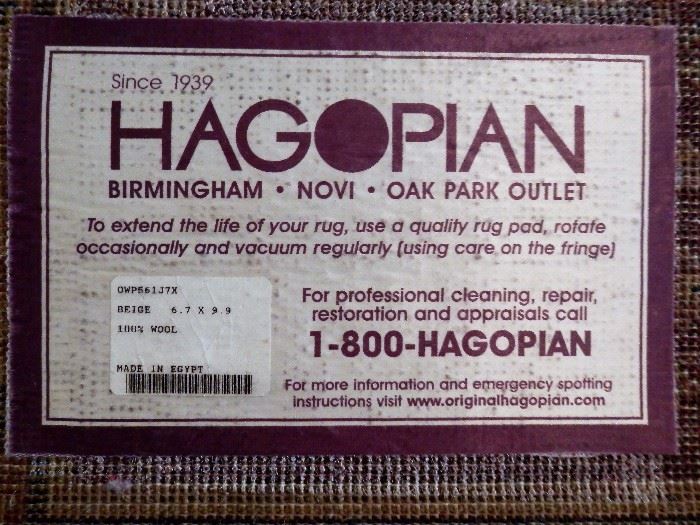 Since 1939
HAGOPIAN
BIRMINGHAM • NOVI • OAK PARK OUTLET
To extend the life of your rug, use a quality rug pad, rotate
occasionally and vacuum regularly (using care on the fringe)
OWP561J7X
BEIGE 6.7 X 9.9
100% WOOL
MADE IN EGYPT
For professional cleaning, repair,
restoration and appraisals call
1-800-HAGOPIAN
For more information and emergency spotting
instructions visit www.originalhagopian.com